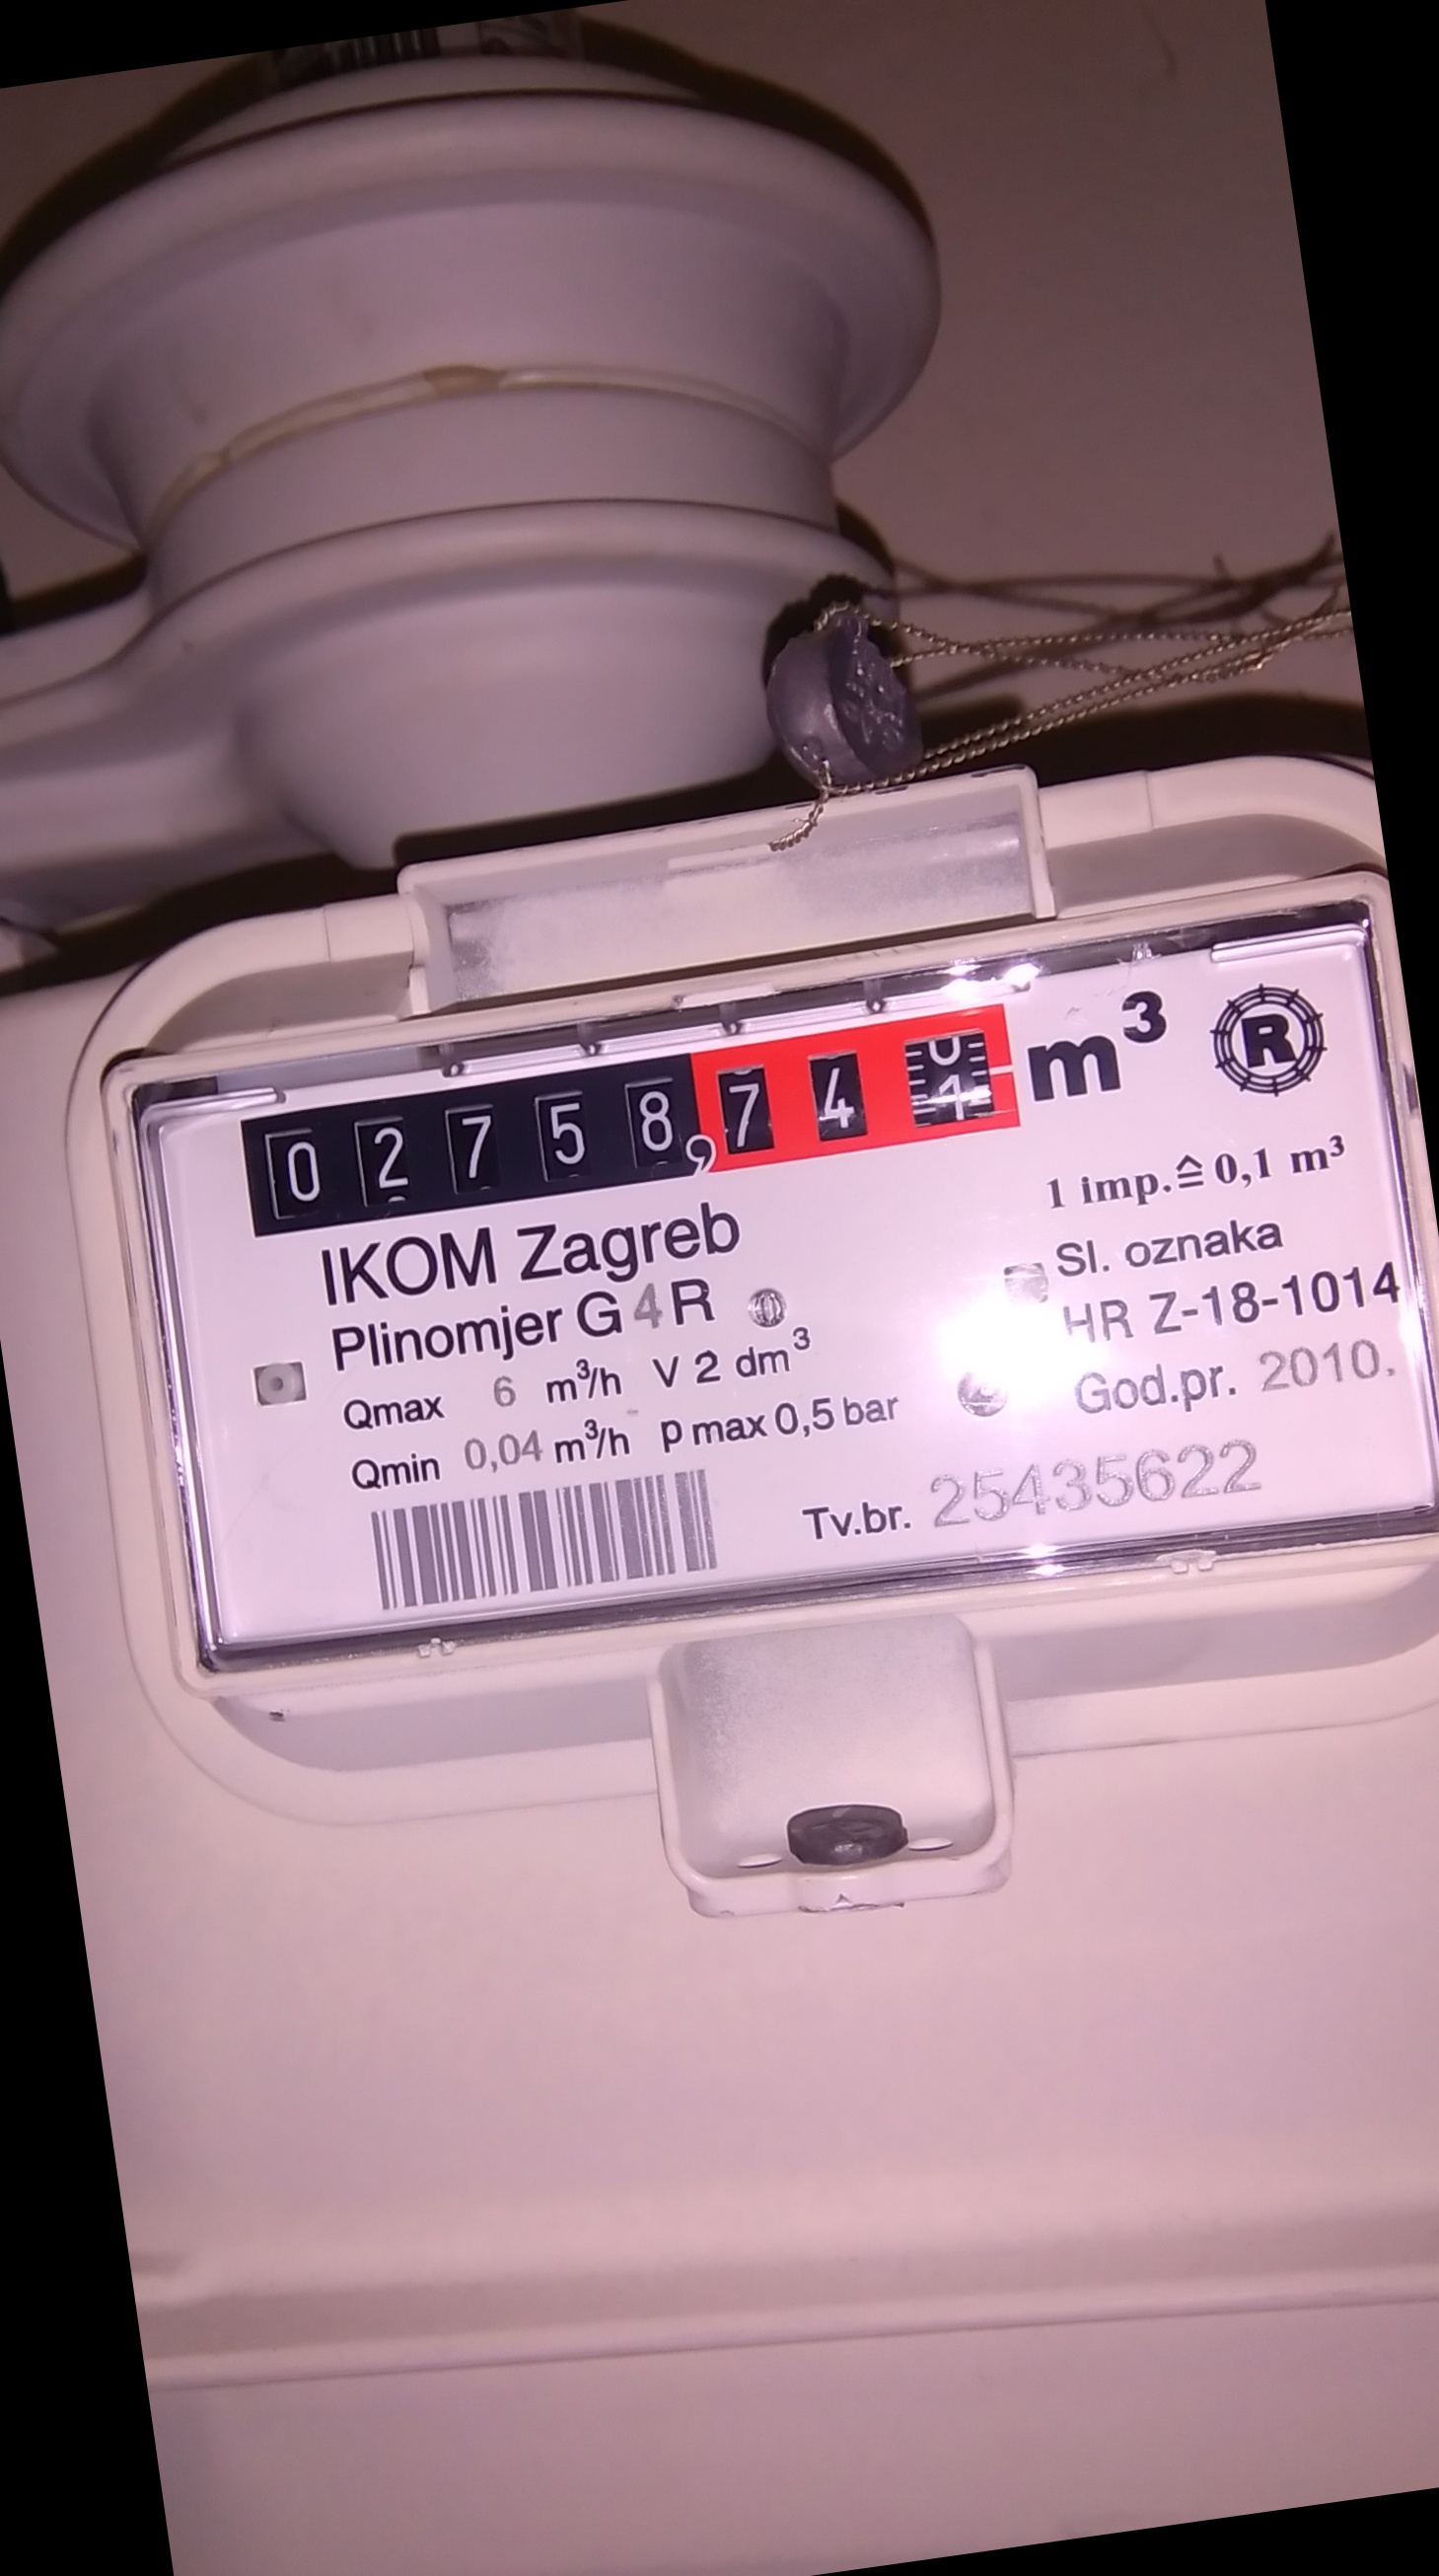 02758,74 m³ R
IKOM Zagreb
1 imp.≙0,1 m³
Plinomjer G4R
Sl. oznaka
Qmax 6 m³/h V 2 dm³
HR Z-18-1014
Qmin 0,04 m³/h p max 0,5 bar
God.pr. 2010.
Tv.br. 25435622